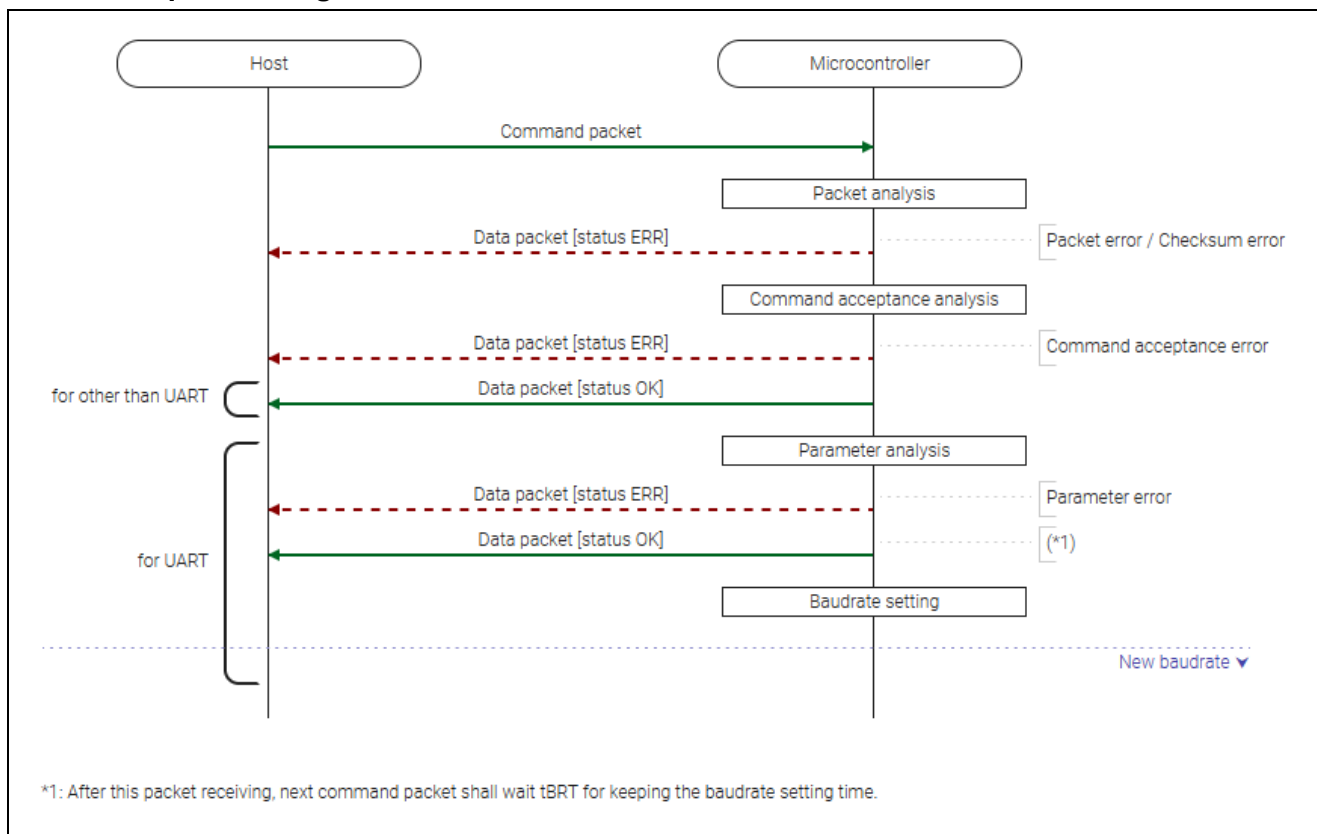 Host
Microcontroller
Command packet
Packet analysis
Data packet [status ERR]
Packet error / Checksum error
Command acceptance analysis
Data packet [status ERR]
Command acceptance error
for other than UART
Data packet [status OK]
Parameter analysis
Data packet [status ERR]
Parameter error
Data packet [status OK]
(*1)
for UART
Baudrate setting
New baudrate
*1: After this packet receiving, next command packet shall wait tBRT for keeping the baudrate setting time.